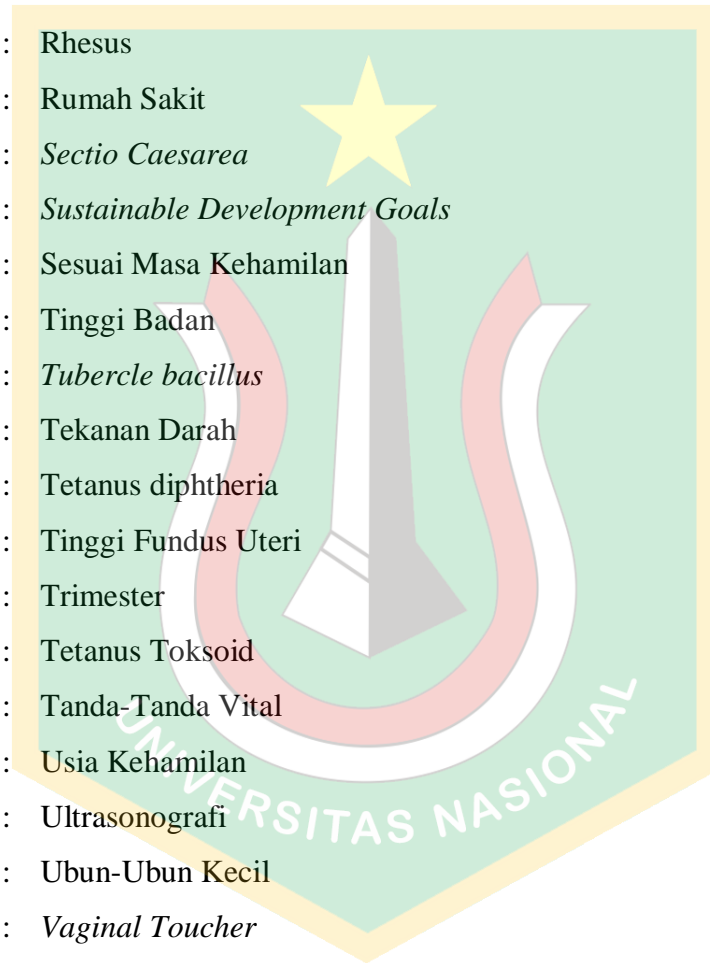 : Rhesus
: Rumah Sakit
: Sectio Caesarea
: Sustainable Development Goals
: Sesuai Masa Kehamilan
: Tinggi Badan
: Tubercle bacillus
: Tekanan Darah
: Tetanus diphtheria
: Tinggi Fundus Uteri
: Trimester
: Tetanus Toksoid
: Tanda-Tanda Vital
: Usia Kehamilan
: Ultrasonografi
: Ubun-Ubun Kecil
: Vaginal Toucher
UNIVERSITAS NASIONAL